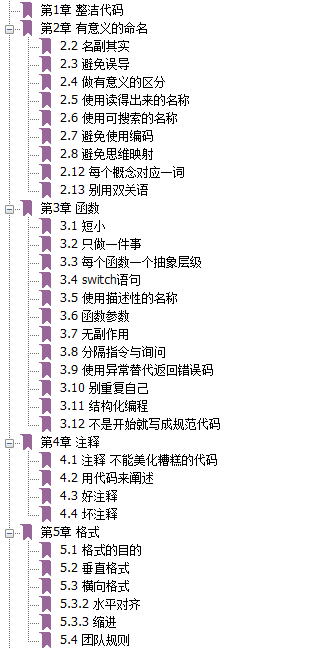 第1章 整洁代码
第2章 有意义的命名
2.2 名副其实
2.3 避免误导
2.4 做有意义的区分
2.5 使用读得出来的名称
2.6 使用可搜索的名称
2.7 避免使用编码
2.8 避免思维映射
2.12 每个概念对应一词
2.13 别用双关语
第3章 函数
3.1 短小
3.2 只做一件事
3.3 每个函数一个抽象层级
3.4 switch语句
3.5 使用描述性的名称
3.6 函数参数
3.7 无副作用
3.8 分隔指令与询问
3.9 使用异常替代返回错误码
3.10 别重复自己
3.11 结构化编程
3.12 不是开始就写成规范代码
第4章 注释
4.1 注释 不能美化糟糕的代码
4.2 用代码来阐述
4.3 好注释
4.4 坏注释
第5章 格式
5.1 格式的目的
5.2 垂直格式
5.3 横向格式
5.3.2 水平对齐
5.3.3 缩进
5.4 团队规则